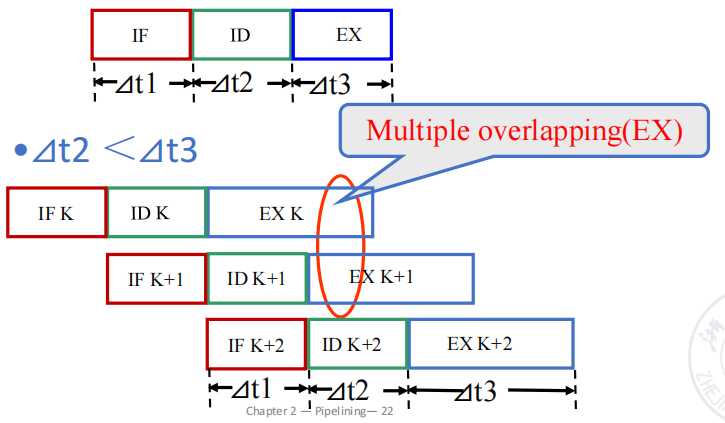 IF ID EX
⊿t1 ⊿t2 ⊿t3
Multiple overlapping(EX)
•⊿t2 <⊿t3
IF K ID K EX K
IF K+1 ID K+1 EX K+1
IF K+2 ID K+2 EX K+2
⊿t1 ⊿t2 ⊿t3
Chapter 2 — Pipelining— 22
ZHEJI